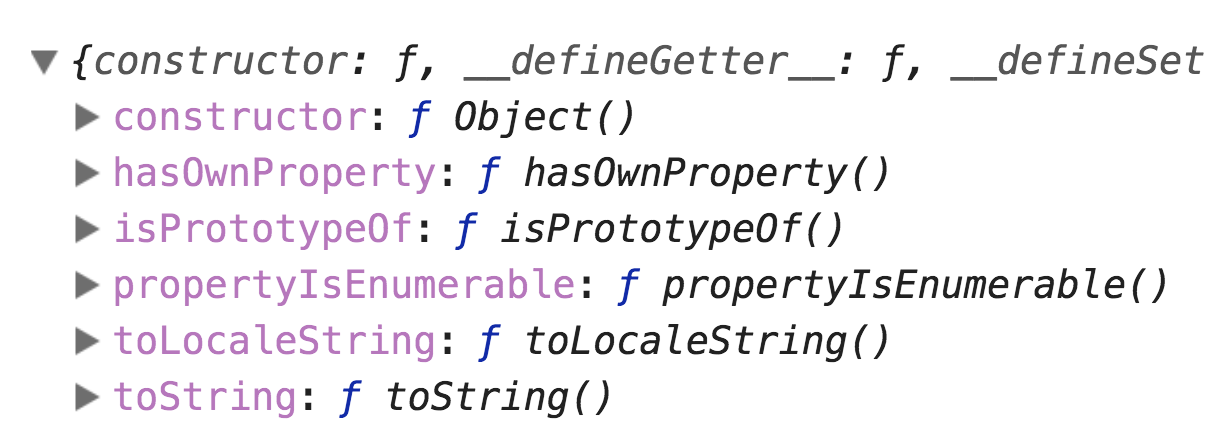 ▼ {constructor: ƒ, __defineGetter__: ƒ, __defineSet
▶ constructor: ƒ Object()
▶ hasOwnProperty: ƒ hasOwnProperty()
▶ isPrototypeOf: ƒ isPrototypeOf()
▶ propertyIsEnumerable: ƒ propertyIsEnumerable()
▶ toLocaleString: ƒ toLocaleString()
▶ toString: ƒ toString()